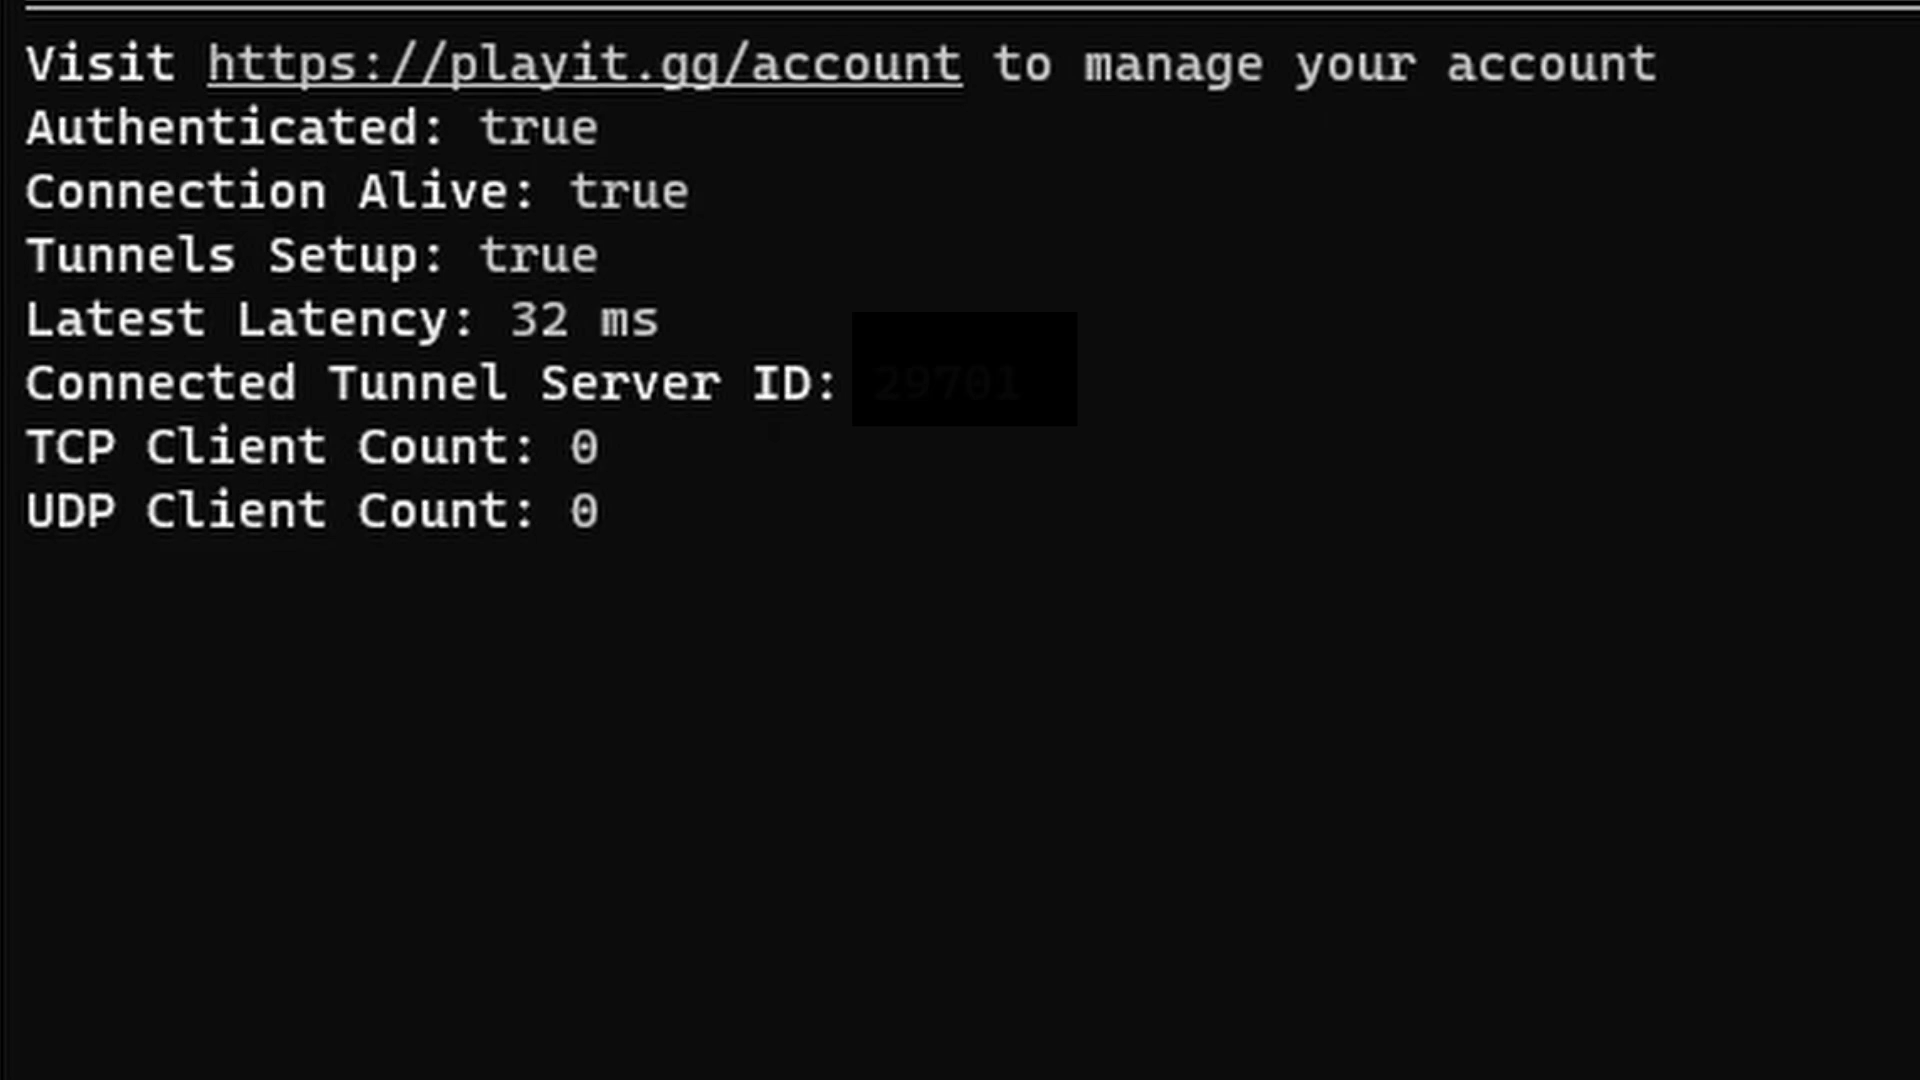 Visit https://playit.gg/account to manage your account
Authenticated: true
Connection Alive: true
Tunnels Setup: true
Latest Latency: 32 ms
Connected Tunnel Server ID:
TCP Client Count: 0
UDP Client Count: 0